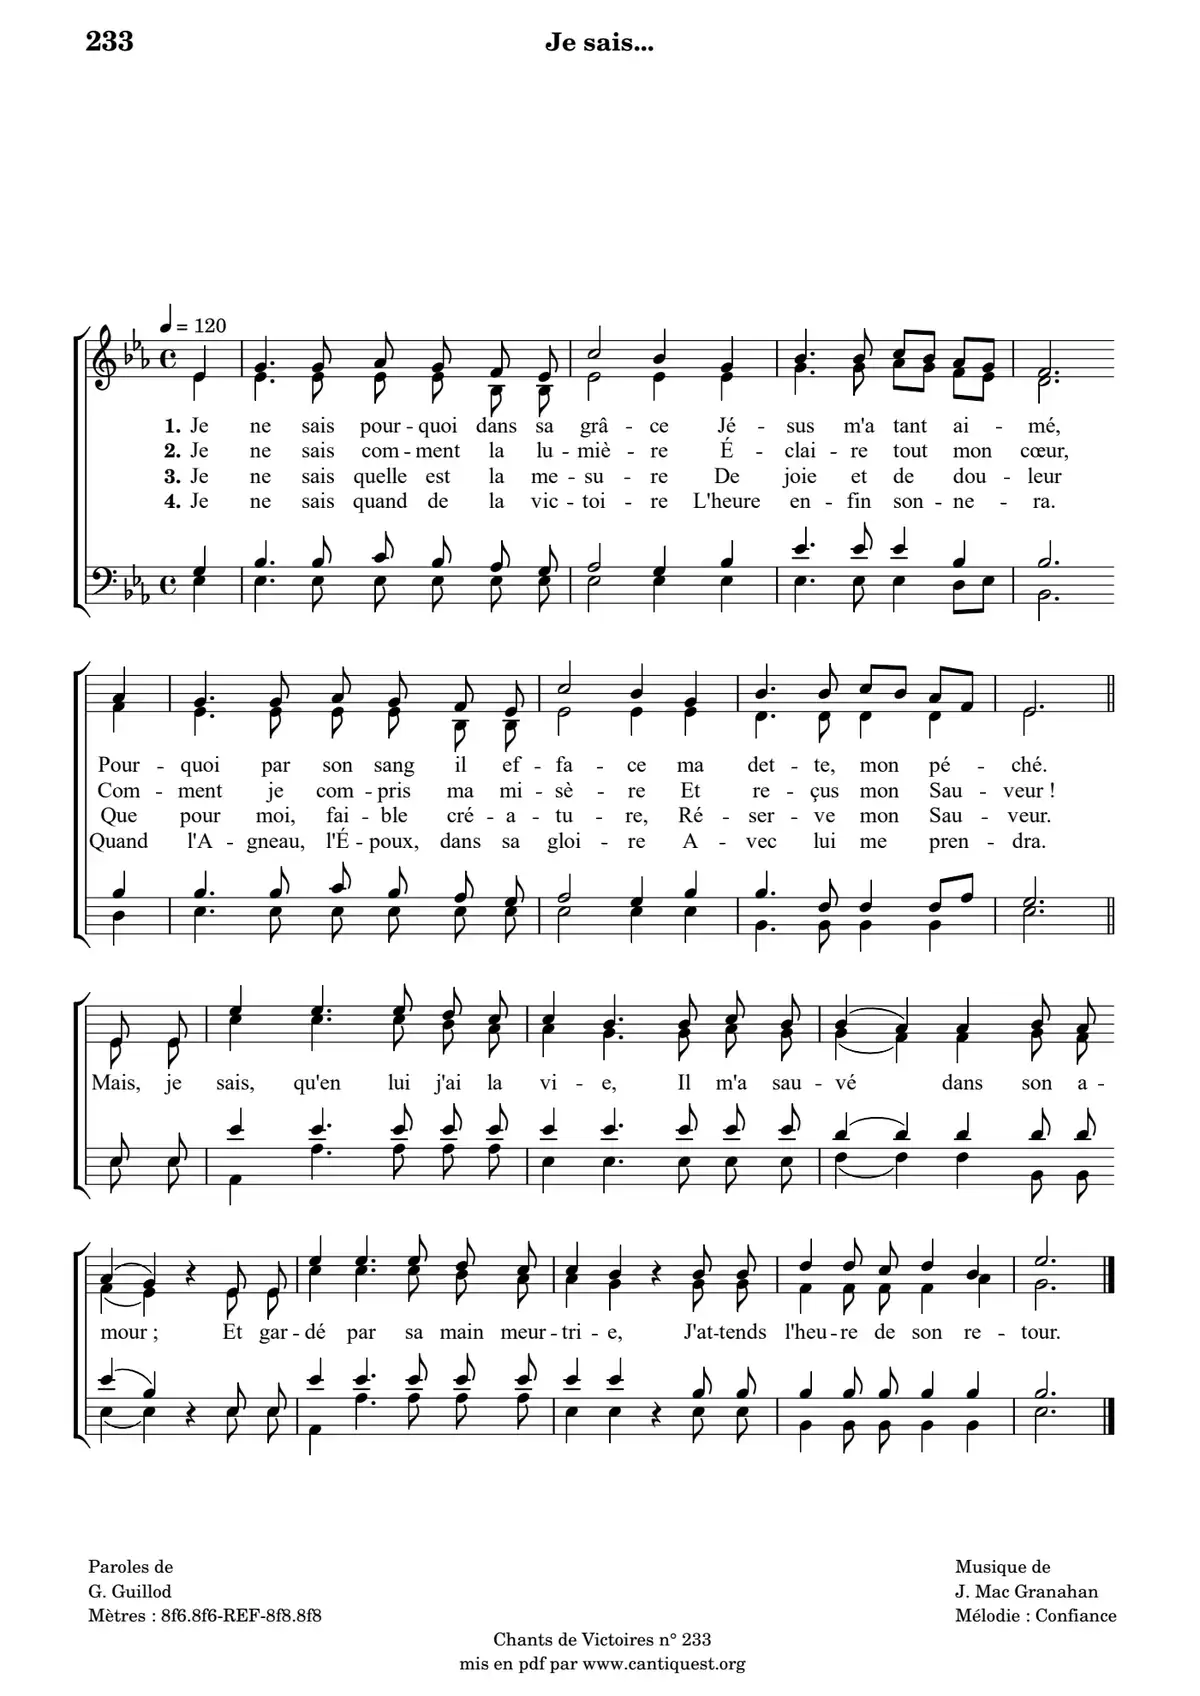 233
Je sais...
= 120
1. Je ne sais pour - quoi dans sa grâ - ce Jé - sus m'a tant ai - mé,
2. Je ne sais com - ment la lu - miè - re É - clai - re tout mon cœur,
3. Je ne sais quelle est la me - su - re De joie et de dou - leur
4. Je ne sais quand de la vic - toi - re L'heure en - fin son - ne - ra.
Pour - quoi par son sang il ef - fa - ce ma det - te, mon pé - ché.
Com - ment je com - pris ma mi - sè - re Et re - çus mon Sau - veur !
Que pour moi, fai - ble cré - a - tu - re, Ré - ser - ve mon Sau - veur.
Quand l'A - gneau, l'É - poux, dans sa gloi - re A - vec lui me pren - dra.
Mais, je sais, qu'en lui j'ai la vi - e, Il m'a sau - vé dans son a -
mour ; Et gar - dé par sa main meur - tri - e, J'at - tends l'heu - re de son re - tour.
Paroles de
G. Guillod
Mètres : 8f6.8f6-REF-8f8.8f8
Musique de
J. Mac Granahan
Mélodie : Confiance
Chants de Victoires n° 233
mis en pdf par www.cantiquest.org